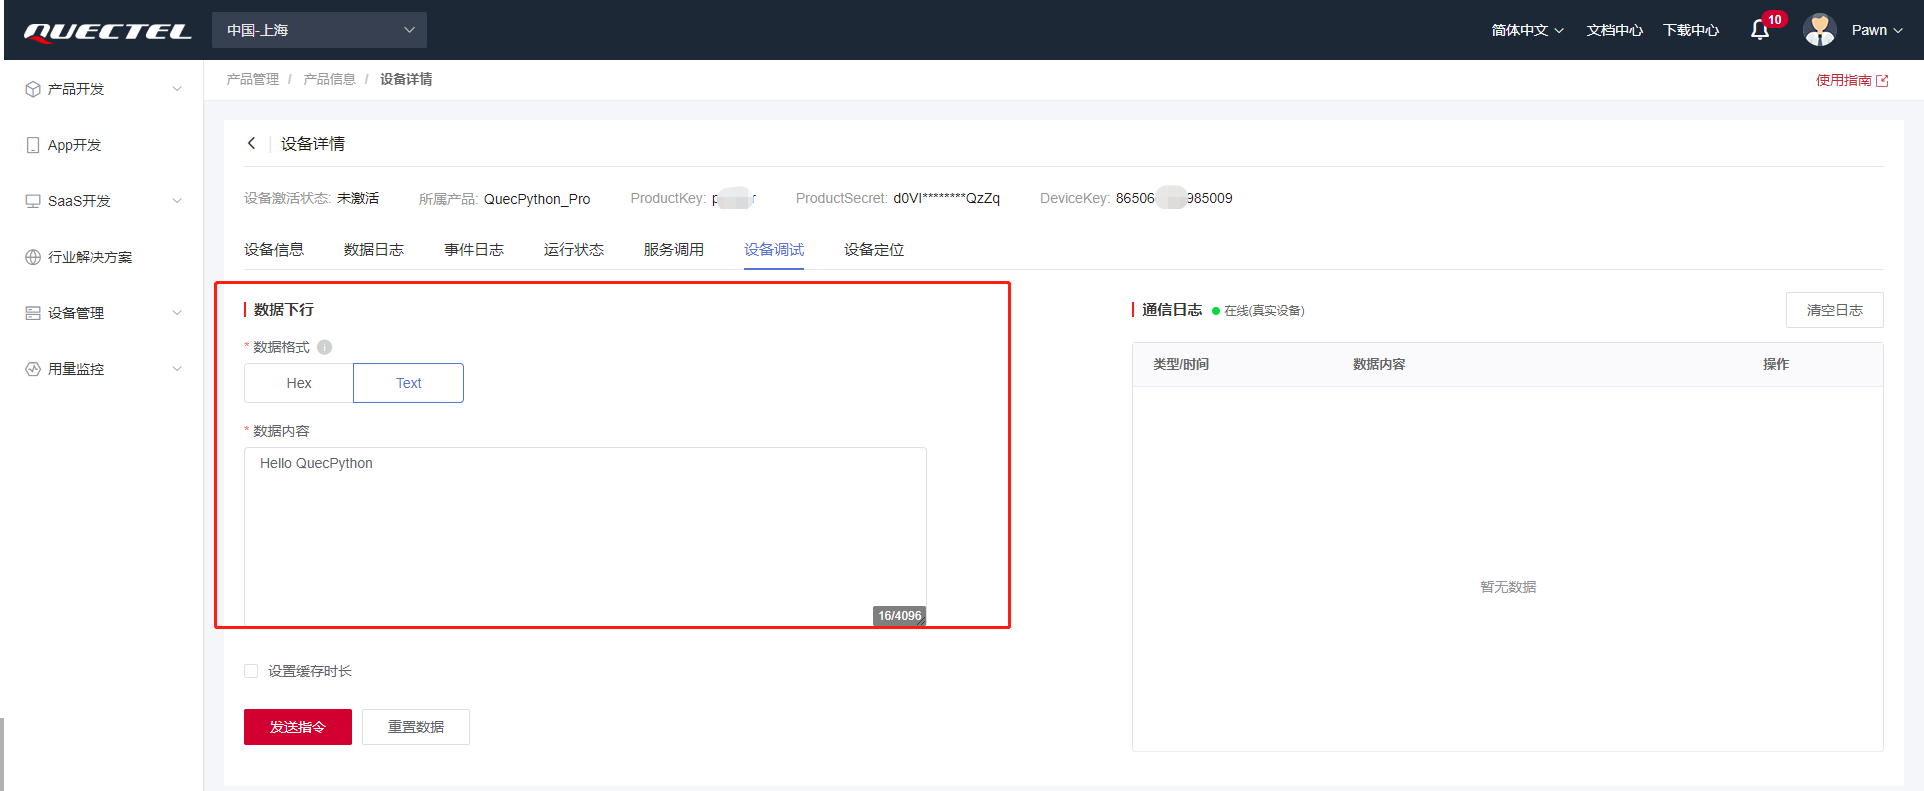 QUECTEL 中国-上海 简体中文 文档中心 下载中心 10 Pawn
产品开发
App开发
SaaS开发
行业解决方案
设备管理
用量监控
产品管理 / 产品信息 / 设备详情 使用指南
设备详情
设备激活状态: 未激活 所属产品: QuecPython_Pro ProductKey: p r ProductSecret: d0VI********QzZq DeviceKey: 86506 985009
设备信息 数据日志 事件日志 运行状态 服务调用 设备调试 设备定位
数据下行
* 数据格式
Hex Text
* 数据内容
Hello QuecPython
16/4096
设置缓存时长
发送指令 重置数据
通信日志 在线(真实设备) 清空日志
类型/时间 数据内容 操作
暂无数据